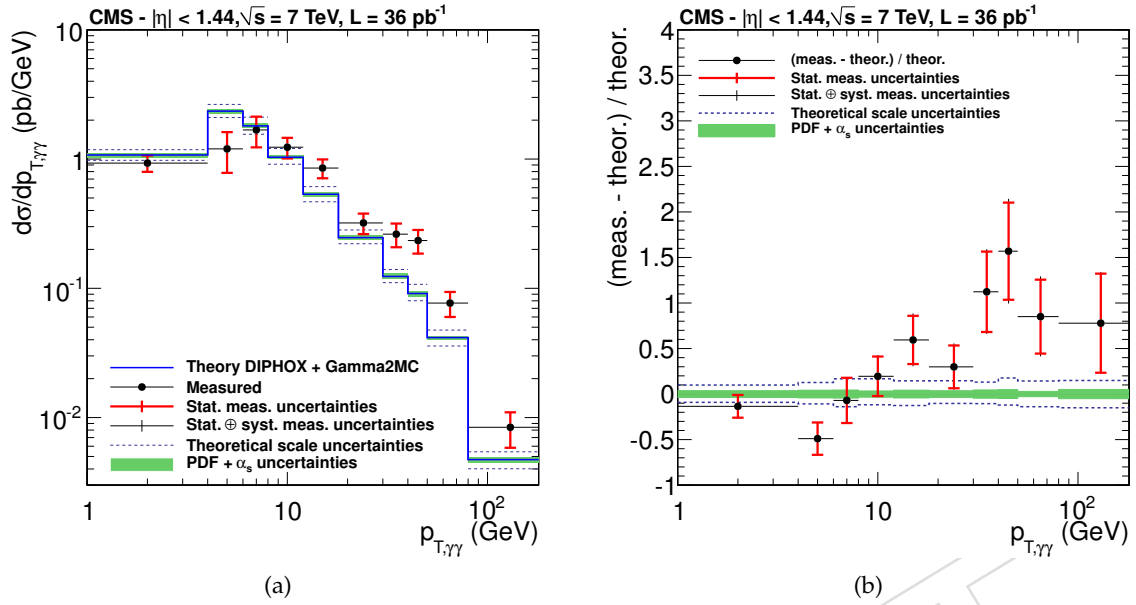 CMS - |η| < 1.44,√s = 7 TeV, L = 36 pb⁻¹
dσ/dp_T,γγ (pb/GeV)
10
1
10⁻¹
10⁻²
Theory DIPHOX + Gamma2MC
Measured
Stat. meas. uncertainties
Stat. ⊕ syst. meas. uncertainties
Theoretical scale uncertainties
PDF + α_s uncertainties
1 10 10²
p_T,γγ (GeV)
(a)
CMS - |η| < 1.44,√s = 7 TeV, L = 36 pb⁻¹
(meas. - theor.) / theor.
4
3.5
3
2.5
2
1.5
1
0.5
0
-0.5
-1
(meas. - theor.) / theor.
Stat. meas. uncertainties
Stat. ⊕ syst. meas. uncertainties
Theoretical scale uncertainties
PDF + α_s uncertainties
1 10 10²
p_T,γγ (GeV)
(b)